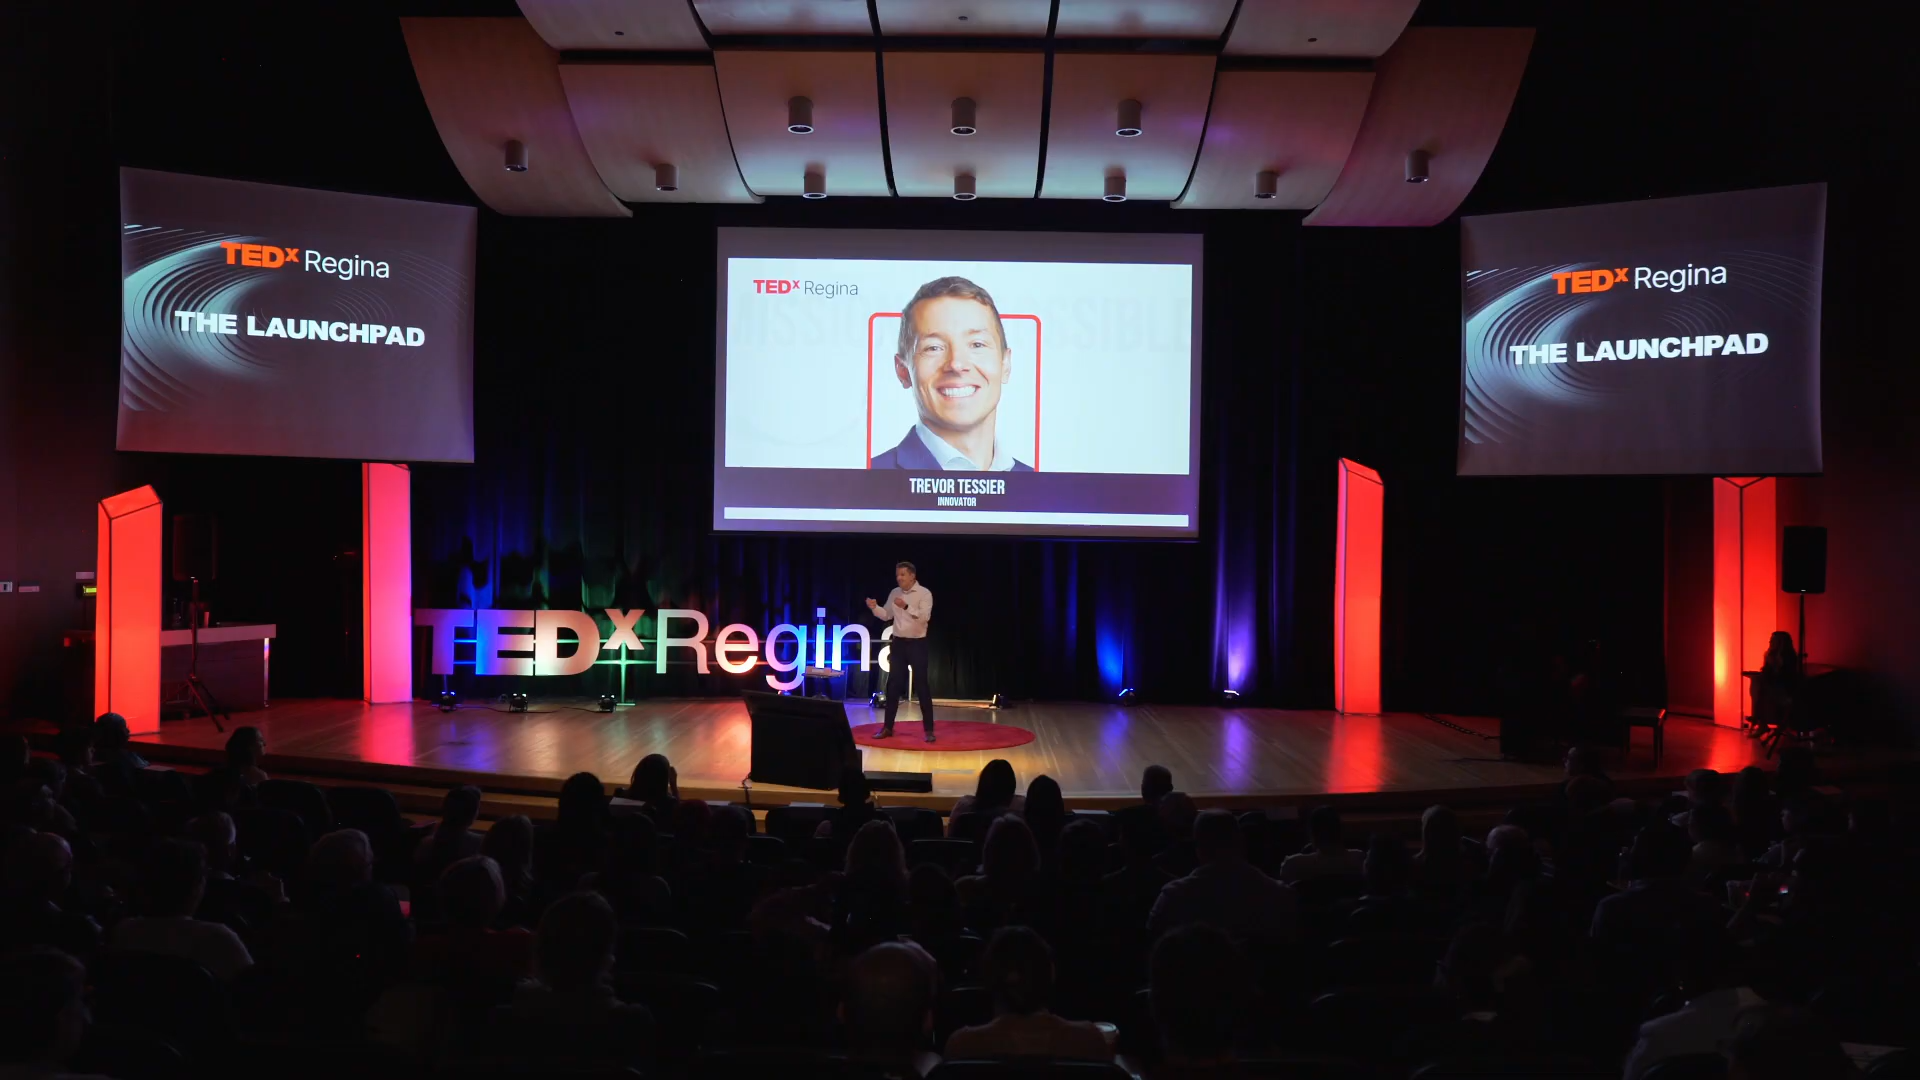 TEDx Regina
THE LAUNCHPAD
TEDx Regina
TREVOR TESSIER
INNOVATOR
TEDx Regina
THE LAUNCHPAD
TEDx Regina